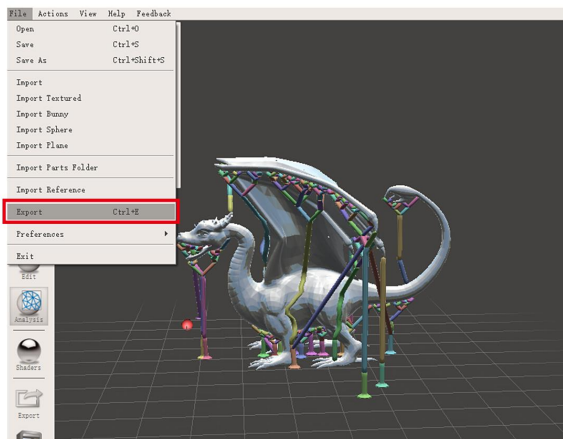 File Actions View Help Feedback
Open Ctrl+O
Save Ctrl+S
Save As Ctrl+Shift+S
Import
Import Textured
Import Bunny
Import Sphere
Import Plane
Import Parts Folder
Import Reference
Export Ctrl+E
Preferences
Exit
Edit
Analysis
Shaders
Export